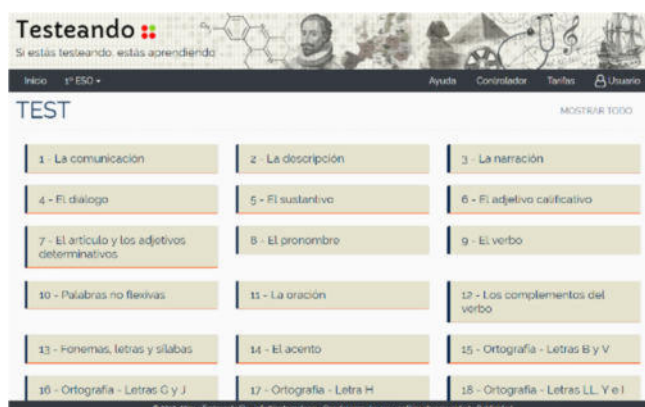 Testeando
Si estás testeando, estás aprendiendo
Inicio 1º ESO Ayuda Controlador Tarifas Usuario
TEST MOSTRAR TODO
1 - La comunicación 2 - La descripción 3 - La narración
4 - El dialogo 5 - El sustantivo 6 - El adjetivo calificativo
7 - El artículo y los adjetivos 8 - El pronombre 9 - El verbo
determinativos
10 - Palabras no flexivas 11 - La oración 12 - Los complementos del
verbo
13 - Fonemas, letras y sílabas 14 - El acento 15 - Ortografía - Letras B y V
16 - Ortografía - Letras G y J 17 - Ortografía - Letra H 18 - Ortografía - Letras LL, Y e I